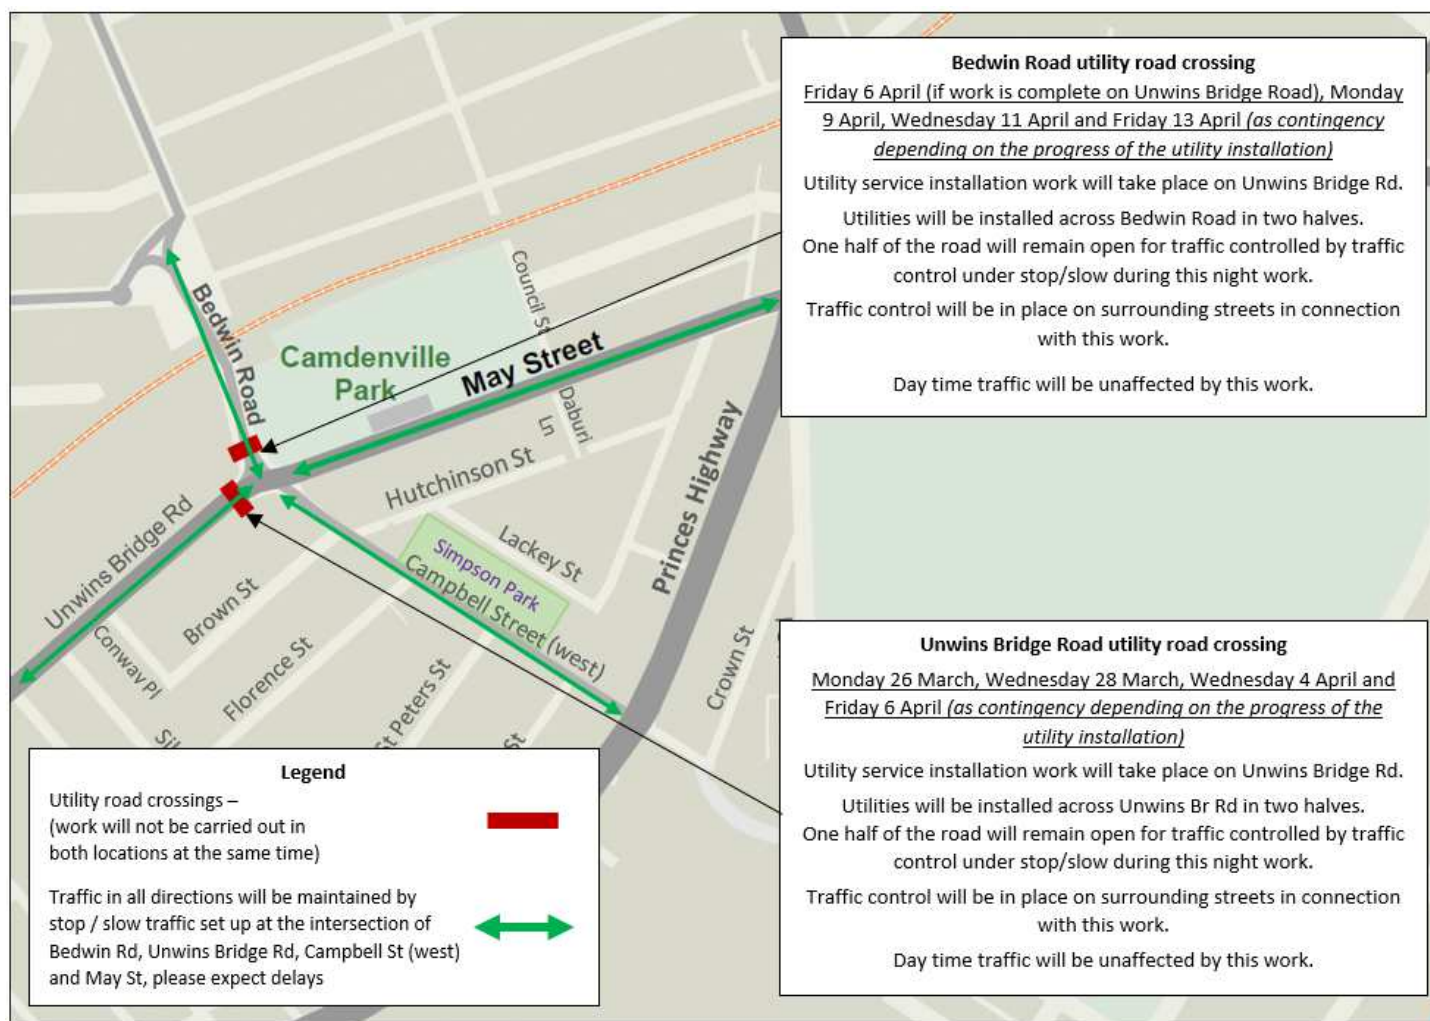 Bedwin Road utility road crossing
Friday 6 April (if work is complete on Unwins Bridge Road), Monday
9 April, Wednesday 11 April and Friday 13 April (as contingency
depending on the progress of the utility installation)
Utility service installation work will take place on Unwins Bridge Rd.
Utilities will be installed across Bedwin Road in two halves.
One half of the road will remain open for traffic controlled by traffic
control under stop/slow during this night work.
Traffic control will be in place on surrounding streets in connection
with this work.
Day time traffic will be unaffected by this work.
Council St
Bedwin Road
Camdenville
Park
May Street
Daburi
Ln
Princes Highway
Hutchinson St
Unwins Bridge Rd
Lackey St
Simpson Park
Campbell Street (west)
Brown St
Conway Pl
Florence St
St Peters St
Crown St
Sil
St
Unwins Bridge Road utility road crossing
Monday 26 March, Wednesday 28 March, Wednesday 4 April and
Friday 6 April (as contingency depending on the progress of the
utility installation)
Utility service installation work will take place on Unwins Bridge Rd.
Utilities will be installed across Unwins Br Rd in two halves.
One half of the road will remain open for traffic controlled by traffic
control under stop/slow during this night work.
Traffic control will be in place on surrounding streets in connection
with this work.
Day time traffic will be unaffected by this work.
Legend
Utility road crossings –
(work will not be carried out in
both locations at the same time)
Traffic in all directions will be maintained by
stop / slow traffic set up at the intersection of
Bedwin Rd, Unwins Bridge Rd, Campbell St (west)
and May St, please expect delays